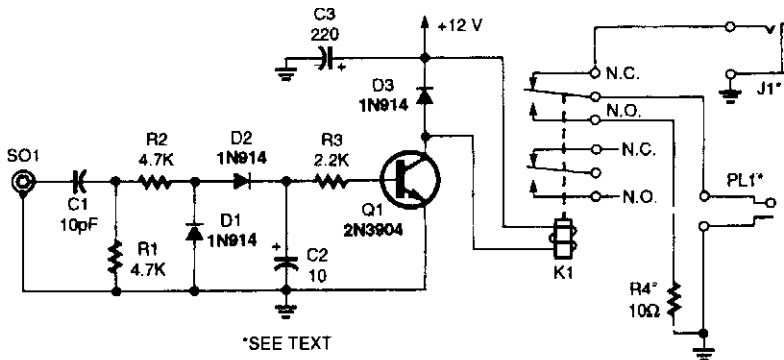 C3
220
+12 V
D3
1N914
N.C.
J1*
N.O.
N.C.
N.O.
PL1*
SO1
R2
4.7K
D2
1N914
R3
2.2K
C1
10pF
D1
1N914
Q1
2N3904
R1
4.7K
+
C2
10
K1
R4*
10Ω
*SEE TEXT